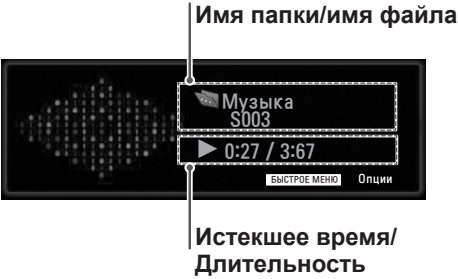 Имя папки/имя файла
Музыка
S003
0:27 / 3:67
БЫСТРОЕ МЕНЮ Опции
Истекшее время/
Длительность